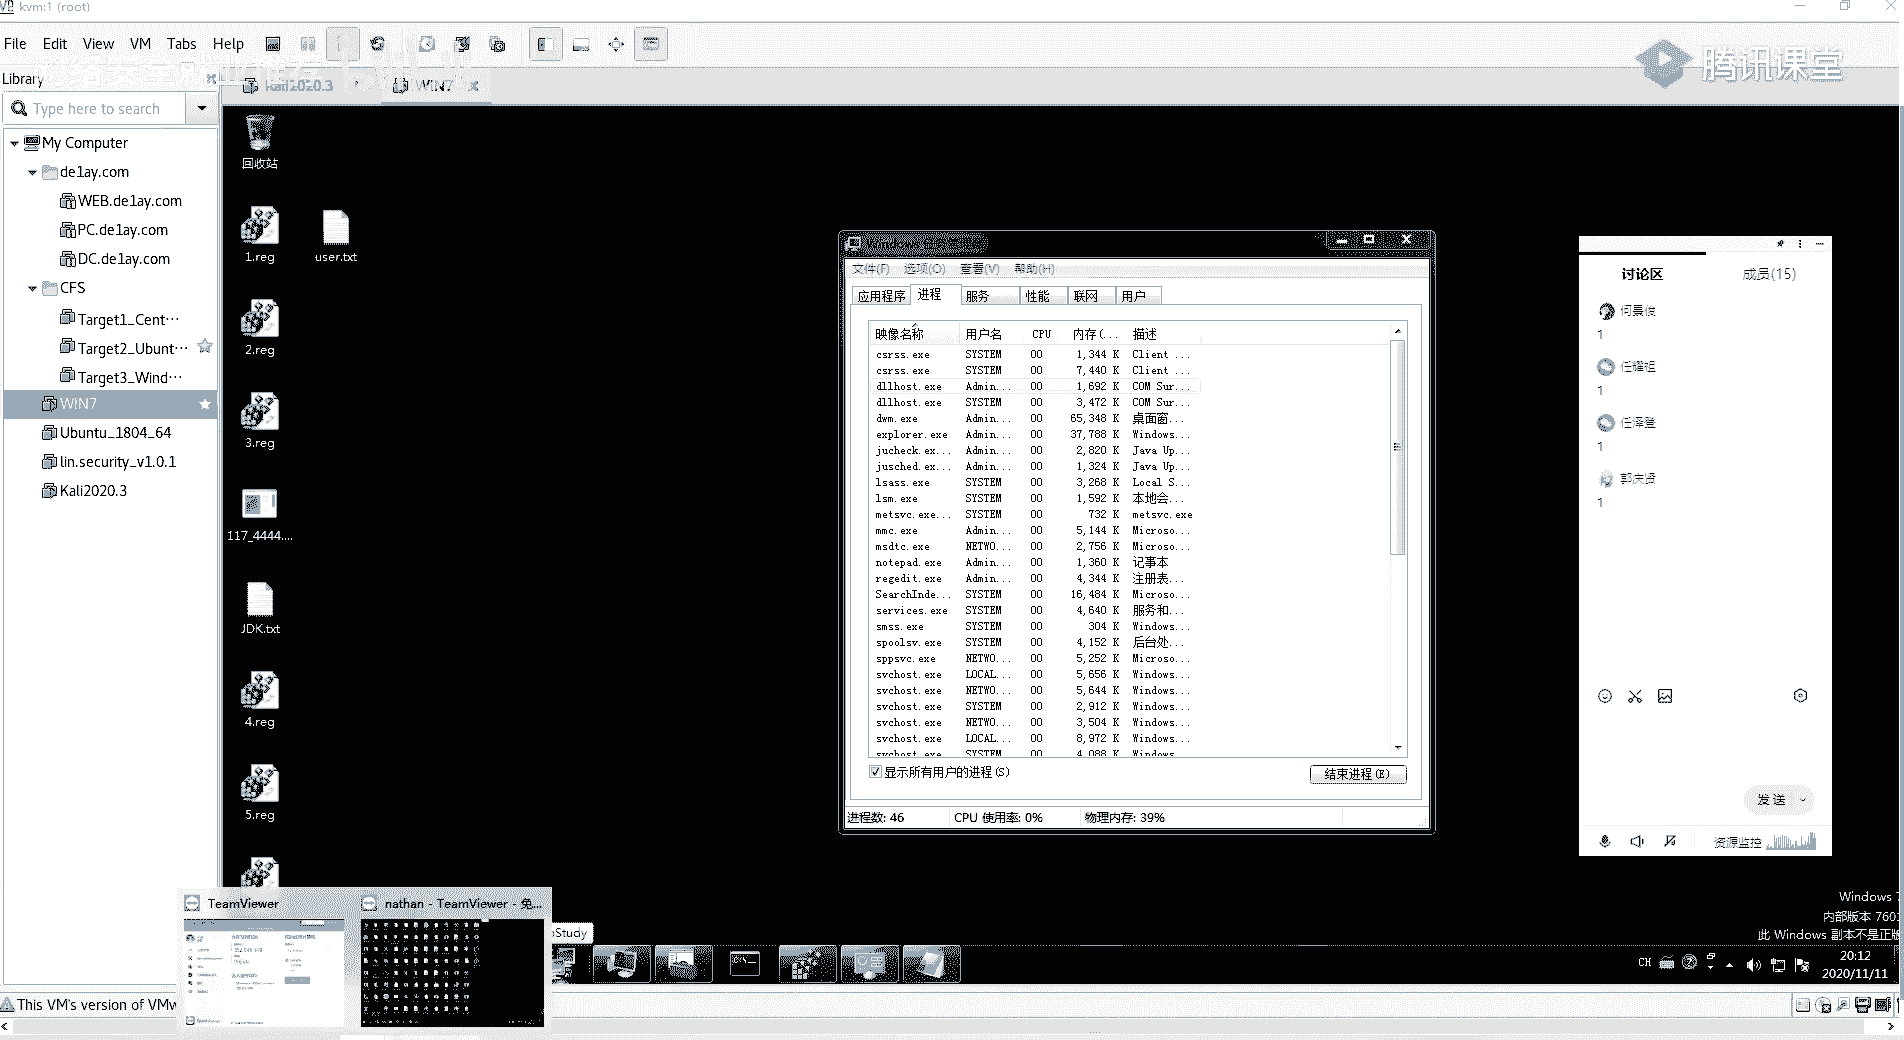 kvm:1 (root)
File Edit View VM Tabs Help
腾讯课堂
Library
Kali2020.3
WIN7
Type here to search
My Computer
de1ay.com
WEB.de1ay.com
PC.de1ay.com
DC.de1ay.com
CFS
Target1_Cent···
Target2_Ubunt···
Target3_Wind···
WIN7
Ubuntu_1804_64
lin.security_v1.0.1
Kali2020.3
回收站
1.reg
user.txt
2.reg
3.reg
117_4444....
JDK.txt
4.reg
5.reg
文件(F) 选项(O) 查看(V) 帮助(H)
应用程序 进程 服务 性能 联网 用户
映像名称 用户名 CPU 内存(... 描述
csrss.exe SYSTEM 00 1,344 K Client ...
csrss.exe SYSTEM 00 7,440 K Client ...
dllhost.exe Admin... 00 1,692 K COM Sur...
dllhost.exe SYSTEM 00 3,472 K COM Sur...
dwm.exe Admin... 00 65,348 K 桌面窗...
explorer.exe Admin... 00 37,788 K Windows...
jucheck.ex... Admin... 00 2,820 K Java Up...
jusched.ex... Admin... 00 1,324 K Java Up...
lsass.exe SYSTEM 00 3,268 K Local S...
lsm.exe SYSTEM 00 1,592 K 本地会...
metsvc.exe... SYSTEM 00 732 K metsvc.exe
mmc.exe Admin... 00 5,144 K Microso...
msdtc.exe NETWO... 00 2,756 K Microso...
notepad.exe Admin... 00 1,360 K 记事本
regedit.exe Admin... 00 4,344 K 注册表...
SearchInde... SYSTEM 00 16,484 K Microso...
services.exe SYSTEM 00 4,640 K 服务和...
smss.exe SYSTEM 00 304 K Windows...
spoolsv.exe SYSTEM 00 4,152 K 后台处...
sppsvc.exe NETWO... 00 5,252 K Microso...
svchost.exe LOCAL... 00 5,656 K Windows...
svchost.exe NETWO... 00 5,644 K Windows...
svchost.exe SYSTEM 00 2,912 K Windows...
svchost.exe NETWO... 00 3,504 K Windows...
svchost.exe LOCAL... 00 8,972 K Windows...
svchost.exe SYSTEM 00 4,088 K Windows
显示所有用户的进程(S)
结束进程(E)
进程数: 46 CPU 使用率: 0% 物理内存: 39%
讨论区 成员(15)
何景俊
1
任耀祖
1
任泽登
1
郭庆贤
1
发送
资源监控
TeamViewer
nathan - TeamViewer - 免...
Study
Windows 7
内部版本 760
此 Windows 副本不是正版
CH
20:12
2020/11/11
This VM's version of VMw